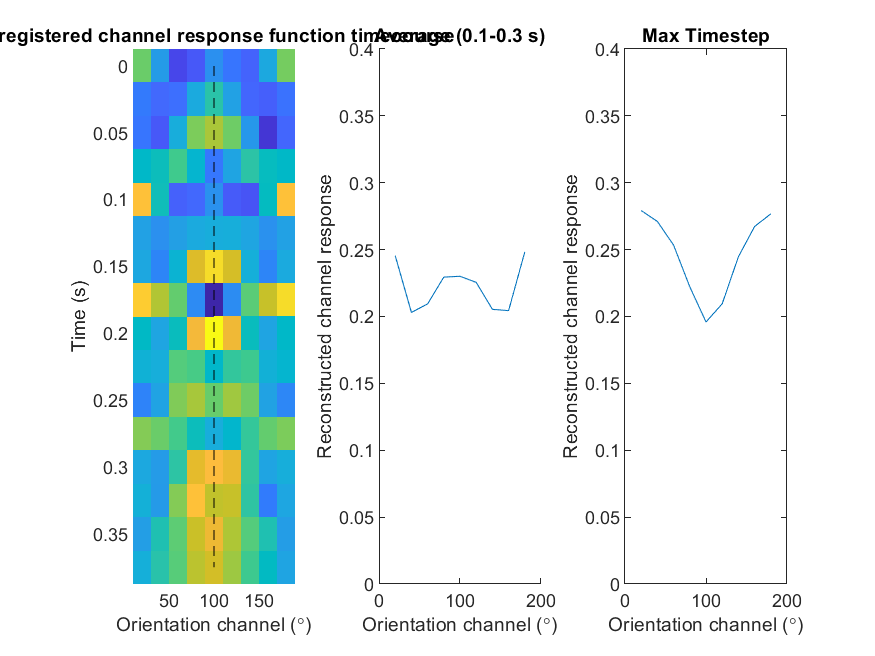 registered channel response function timecourse
Average (0.1-0.3 s)
Max Timestep
0
0.05
0.1
0.15
0.2
0.25
0.3
0.35
Time (s)
50 100 150
Orientation channel (°)
0.4
0.35
0.3
0.25
0.2
0.15
0.1
0.05
0
Reconstructed channel response
0 100 200
Orientation channel (°)
0.4
0.35
0.3
0.25
0.2
0.15
0.1
0.05
0
Reconstructed channel response
0 100 200
Orientation channel (°)